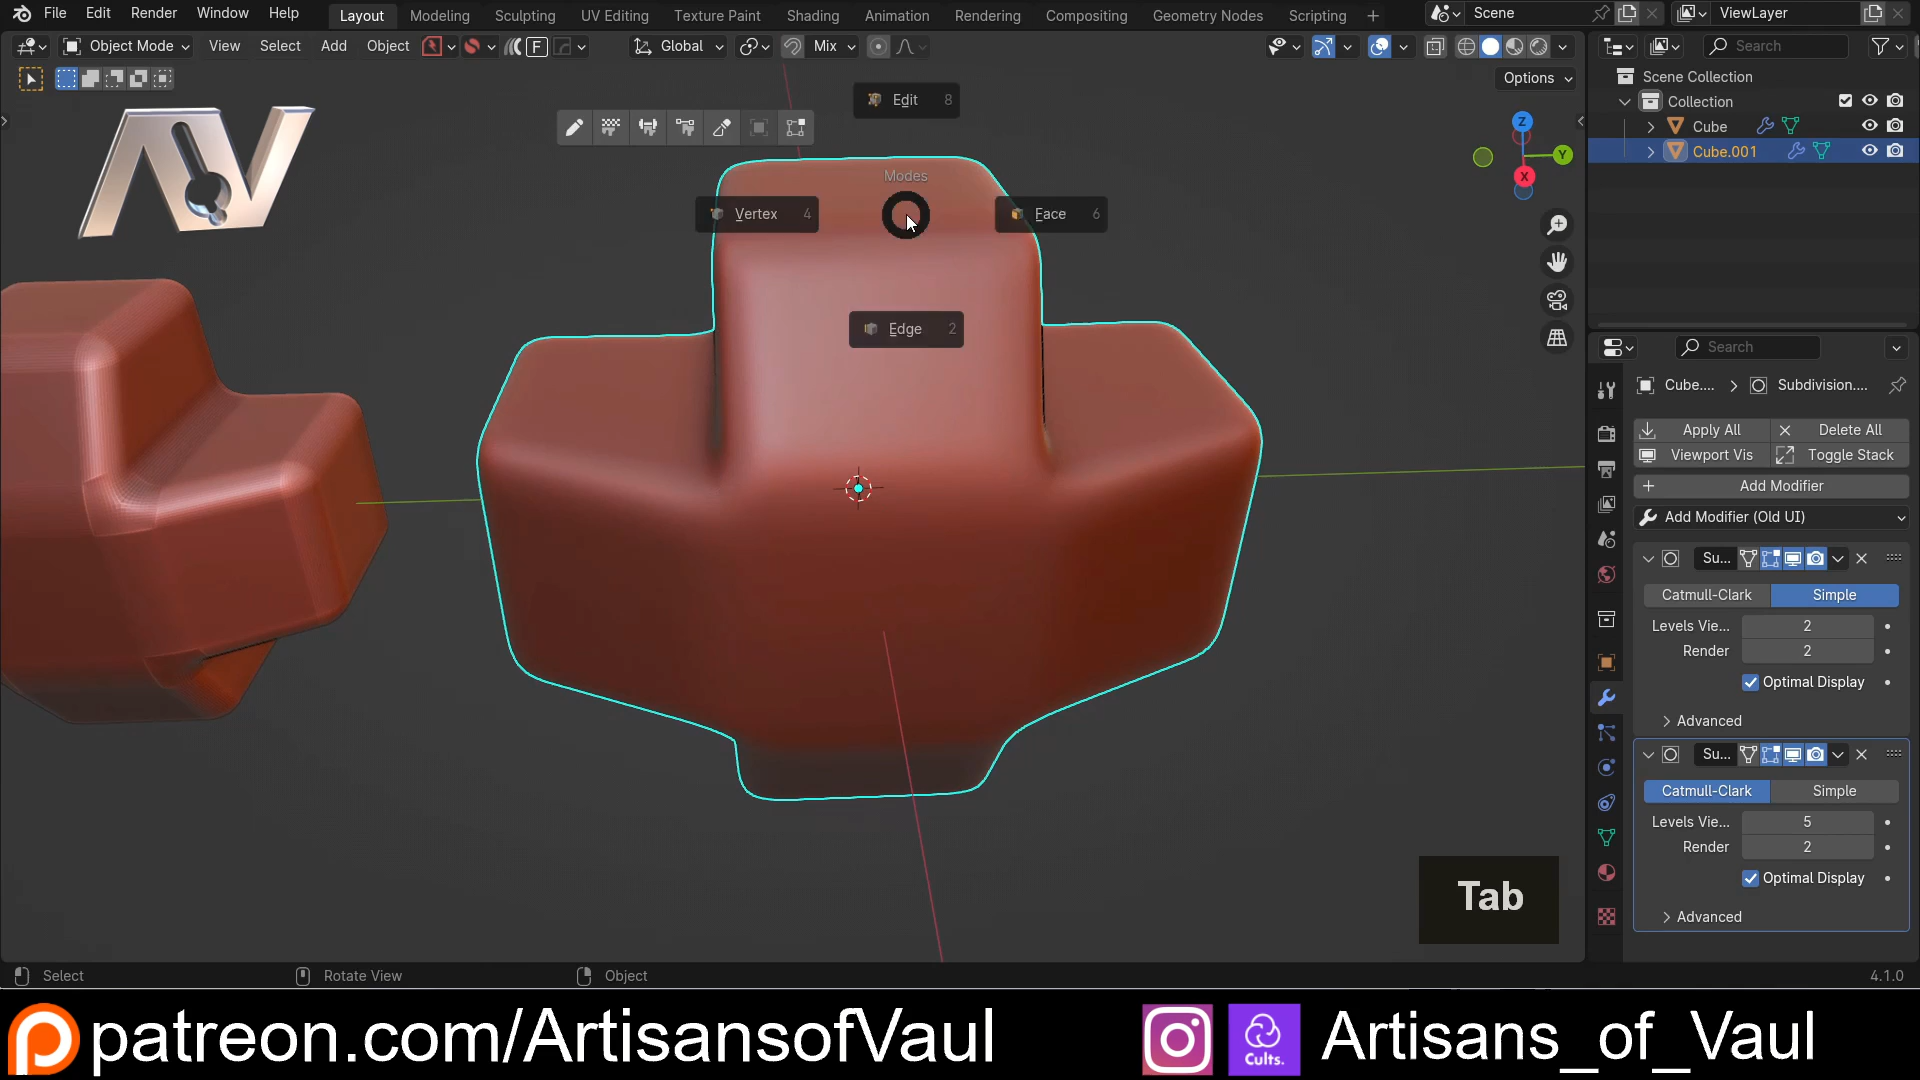 File Edit Render Window Help Layout Modeling Sculpting UV Editing Texture Paint Shading Animation Rendering Compositing Geometry Nodes Scripting + Scene ViewLayer
Object Mode View Select Add Object F Global Mix Search
Options
Scene Collection
Collection
Cube
Cube.001
Edit 8
Modes
Vertex 4
Face 6
Edge 2
Z
Y
X
AV
Search
Cube.... > Subdivision....
Apply All Delete All
Viewport Vis Toggle Stack
Add Modifier
Add Modifier (Old UI)
Su...
Catmull-Clark Simple
Levels Vie... 2
Render 2
Optimal Display
Advanced
Su...
Catmull-Clark Simple
Levels Vie... 5
Render 2
Optimal Display
Advanced
Tab
Select Rotate View Object 4.1.0
patreon.com/ArtisansofVaul Cults. Artisans_of_Vaul